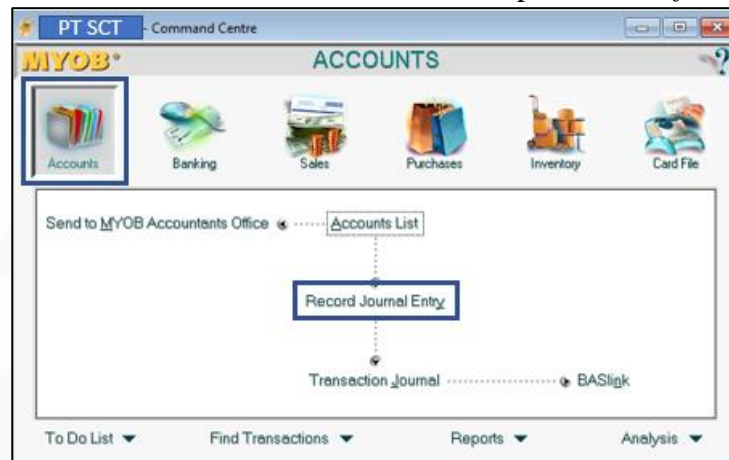 PT SCT - Command Centre
MYOB® ACCOUNTS ?
Accounts Banking Sales Purchases Inventory Card File
Send to MYOB Accountants Office Accounts List
Record Journal Entry
Transaction Journal BASlink
To Do List Find Transactions Reports Analysis